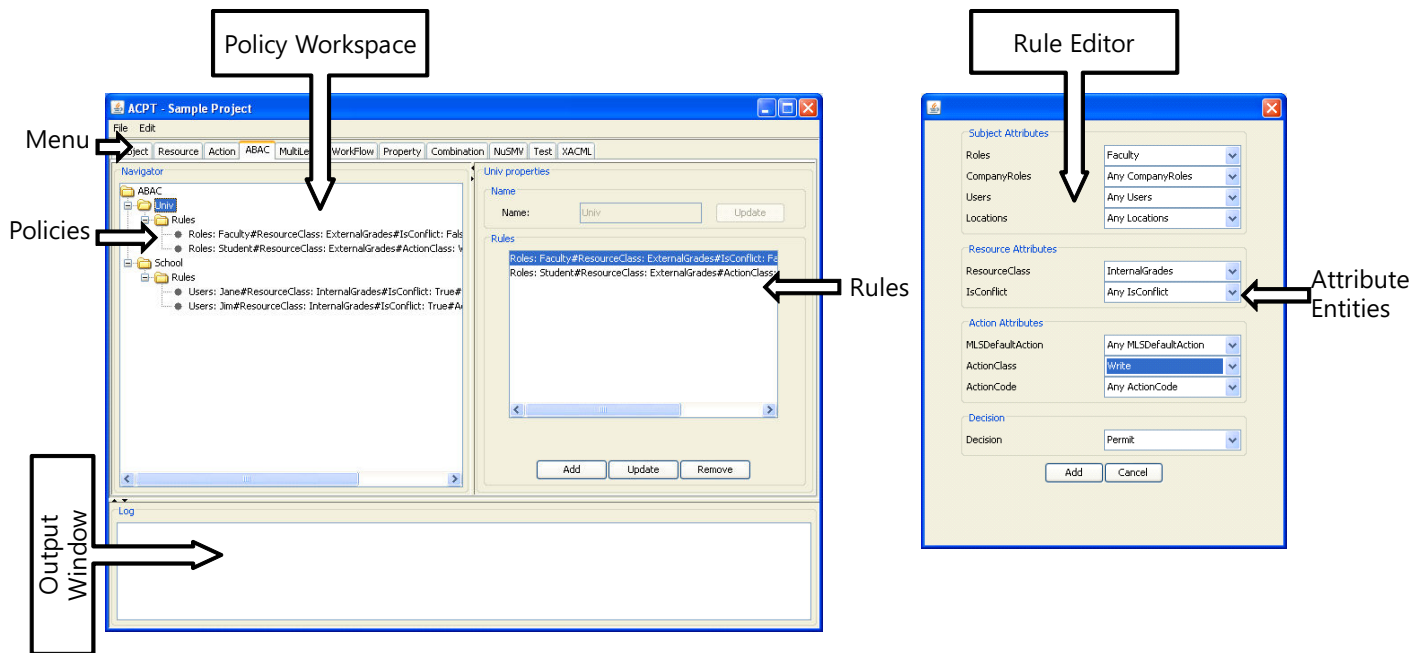 Policy Workspace
Rule Editor
ACPT - Sample Project
File Edit
Menu
Resource Action ABAC WorkFlow Property Combination NuSMV Test XACML
Navigator
ABAC
Univ
Rules
Roles: Faculty#ResourceClass: ExternalGrades#IsConflict: Fals
Roles: Student#ResourceClass: ExternalGrades#ActionClass:
School
Rules
Users: Jane#ResourceClass: InternalGrades#IsConflict: True#
Users: Jim#ResourceClass: InternalGrades#IsConflict: True#A
Policies
Univ properties
Name
Name: Univ Update
Rules
Roles: Faculty#ResourceClass: ExternalGrades#IsConflict: Fa
Roles: Student#ResourceClass: ExternalGrades#ActionClass:
Rules
Add Update Remove
Log
Output
Window
Subject Attributes
Roles Faculty
CompanyRoles Any CompanyRoles
Users Any Users
Locations Any Locations
Resource Attributes
ResourceClass InternalGrades
IsConflict Any IsConflict
Attribute
Entities
Action Attributes
MLSDefaultAction Any MLSDefaultAction
ActionClass Write
ActionCode Any ActionCode
Decision
Decision Permit
Add Cancel